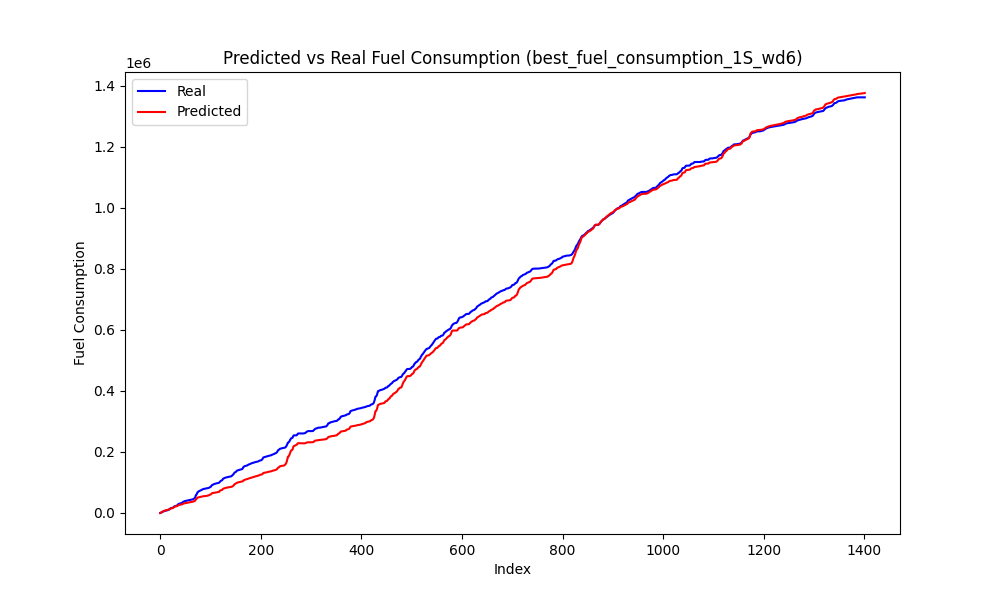 Predicted vs Real Fuel Consumption (best_fuel_consumption_1S_wd6)
1e6
Real
Predicted
1.4
1.2
1.0
0.8
0.6
0.4
0.2
0.0
Fuel Consumption
0 200 400 600 800 1000 1200 1400
Index